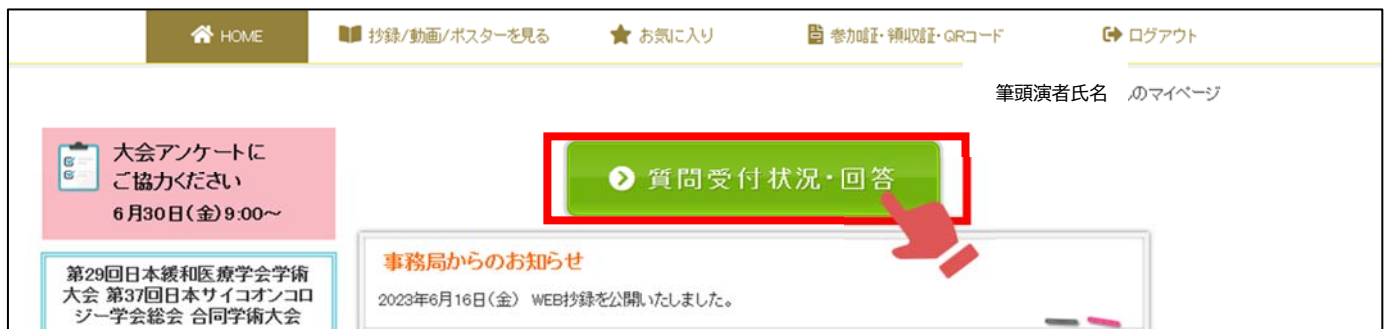 HOME
抄録/動画/ポスターを見る
お気に入り
参加証・領収証・QRコード
ログアウト
筆頭演者氏名 のマイページ
大会アンケートに
ご協力ください
6月30日(金)9:00～
質問受付状況・回答
事務局からのお知らせ
2023年6月16日(金) WEB抄録を公開いたしました。
第29回日本緩和医療学会学術
大会 第37回日本サイコオンコロ
ジー学会総会 合同学術大会